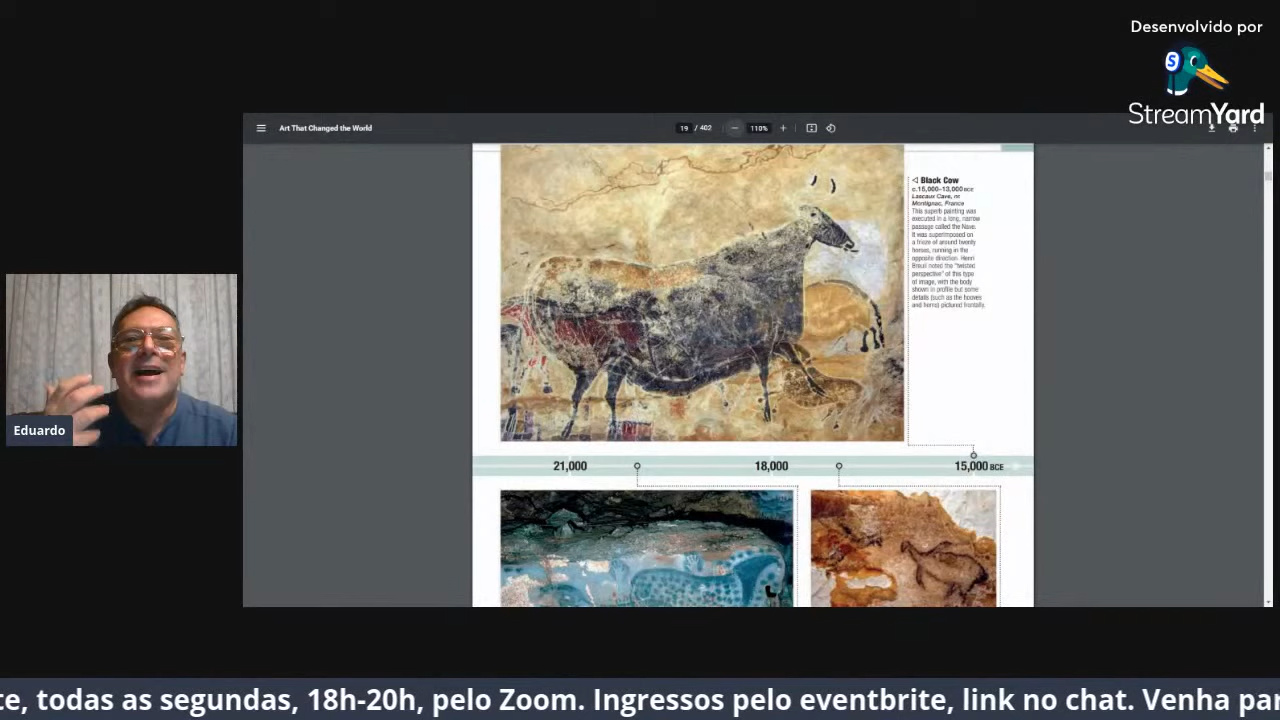 Desenvolvido por
StreamYard
Art That Changed the World
19 / 402
110%
◁ Black Cow
c.15,000–13,000 BCE
Lascaux Cave, nr
Montignac, France
This superb painting was
executed in a long, narrow
passage called the Nave.
It was superimposed on
a frieze of around twenty
horses, running in the
opposite direction. Henri
Breuil noted the "twisted
perspective" of this type
of image, with the body
shown in profile but some
details (such as the hooves
and horns) pictured frontally.
21,000
18,000
15,000 BCE
Eduardo
te, todas as segundas, 18h-20h, pelo Zoom. Ingressos pelo eventbrite, link no chat. Venha par